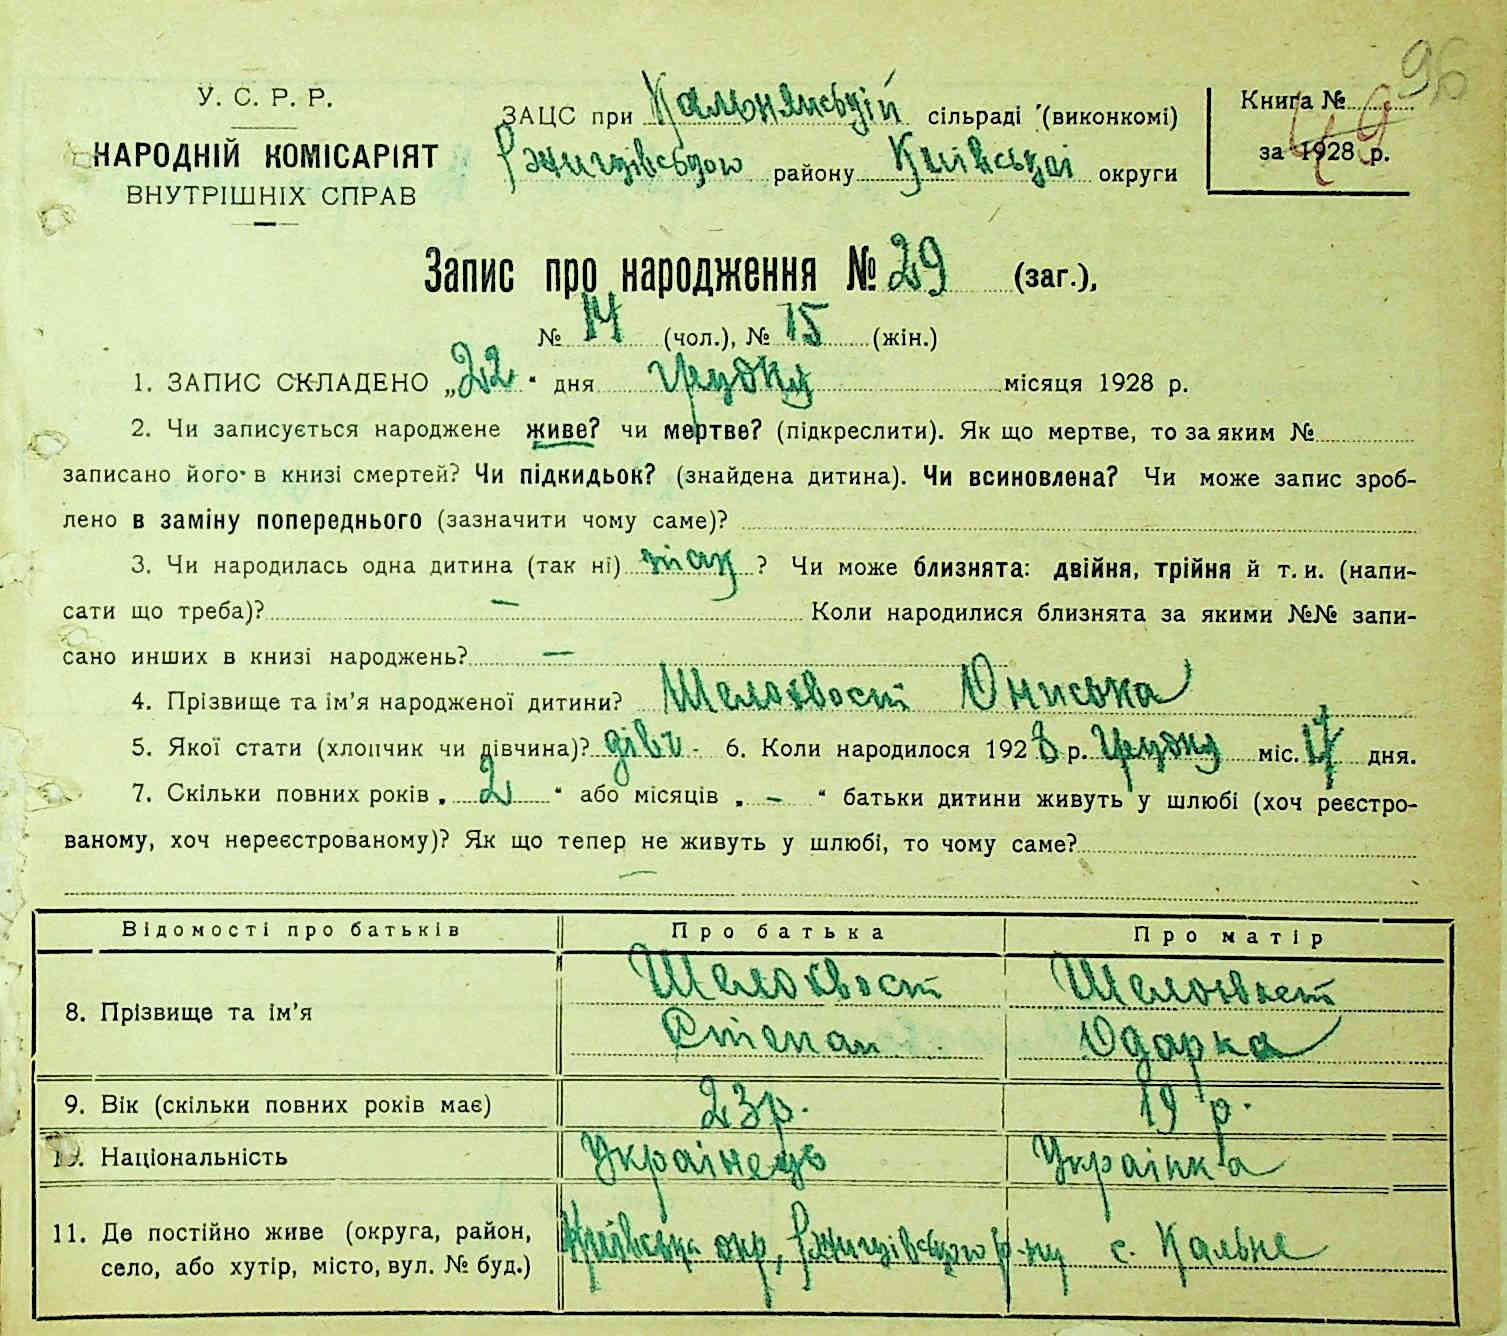 96
У. С. Р. Р.
НАРОДНІЙ КОМІСАРІЯТ
ВНУТРІШНІХ СПРАВ
ЗАЦС при сільраді (виконкомі)
району Київської округи
Книга № 49
за 1928 р.
Запис про народження № 29 (заг.),
№ 14 (чол.), № 15 (жін.)
1. ЗАПИС СКЛАДЕНО „22“ дня грудня місяця 1928 р.
2. Чи записується народжене живе? чи мертве? (підкреслити). Як що мертве, то за яким №
записано його в книзі смертей? Чи підкидьок? (знайдена дитина). Чи всиновлена? Чи може запис зроб-
лено в заміну попереднього (зазначити чому саме)?
3. Чи народилась одна дитина (так ні) так ? Чи може близнята: двійня, трійня й т. и. (напи-
сати що треба)? — Коли народилися близнята за якими №№ запи-
сано инших в книзі народжень? —
4. Прізвище та ім’я народженої дитини? Шелохвост Ониська
5. Якої стати (хлопчик чи дівчина)? дівч. 6. Коли народилося 1928 р. грудня міс. 17 дня.
7. Скільки повних років „ 2 “ або місяців „ – “ батьки дитини живуть у шлюбі (хоч реєстро-
ваному, хоч нереєстрованому)? Як що тепер не живуть у шлюбі, то чому саме?
—
Відомості про батьків Про батька Про матір
8. Прізвище та ім’я Шелохвост Степан Шелохвост Одарка
9. Вік (скільки повних років має) 23 р. 19 р.
10. Національність Українець Українка
11. Де постійно живе (округа, район,
село, або хутір, місто, вул. № буд.) Київська окр, Ржищівського р-ну с. Кальне